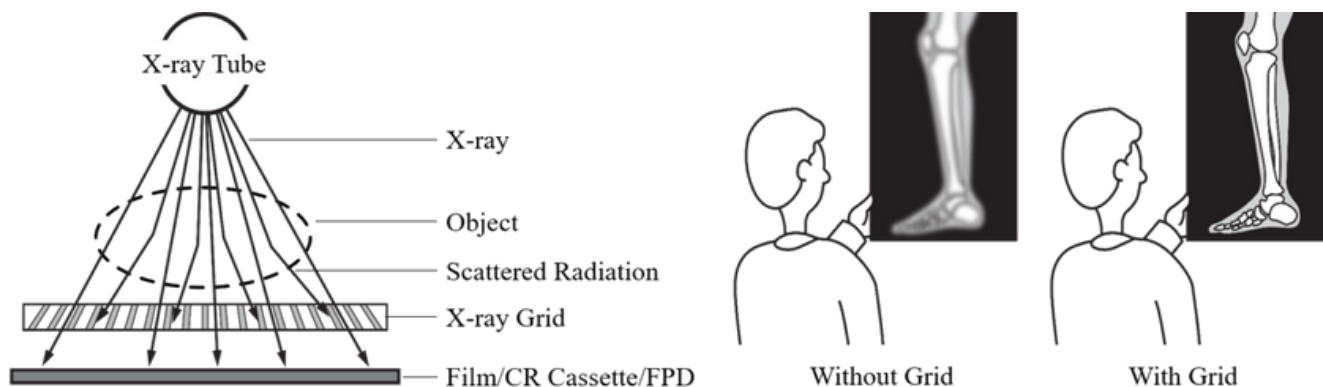 X-ray Tube
X-ray
Object
Scattered Radiation
X-ray Grid
Film/CR Cassette/FPD
Without Grid
With Grid